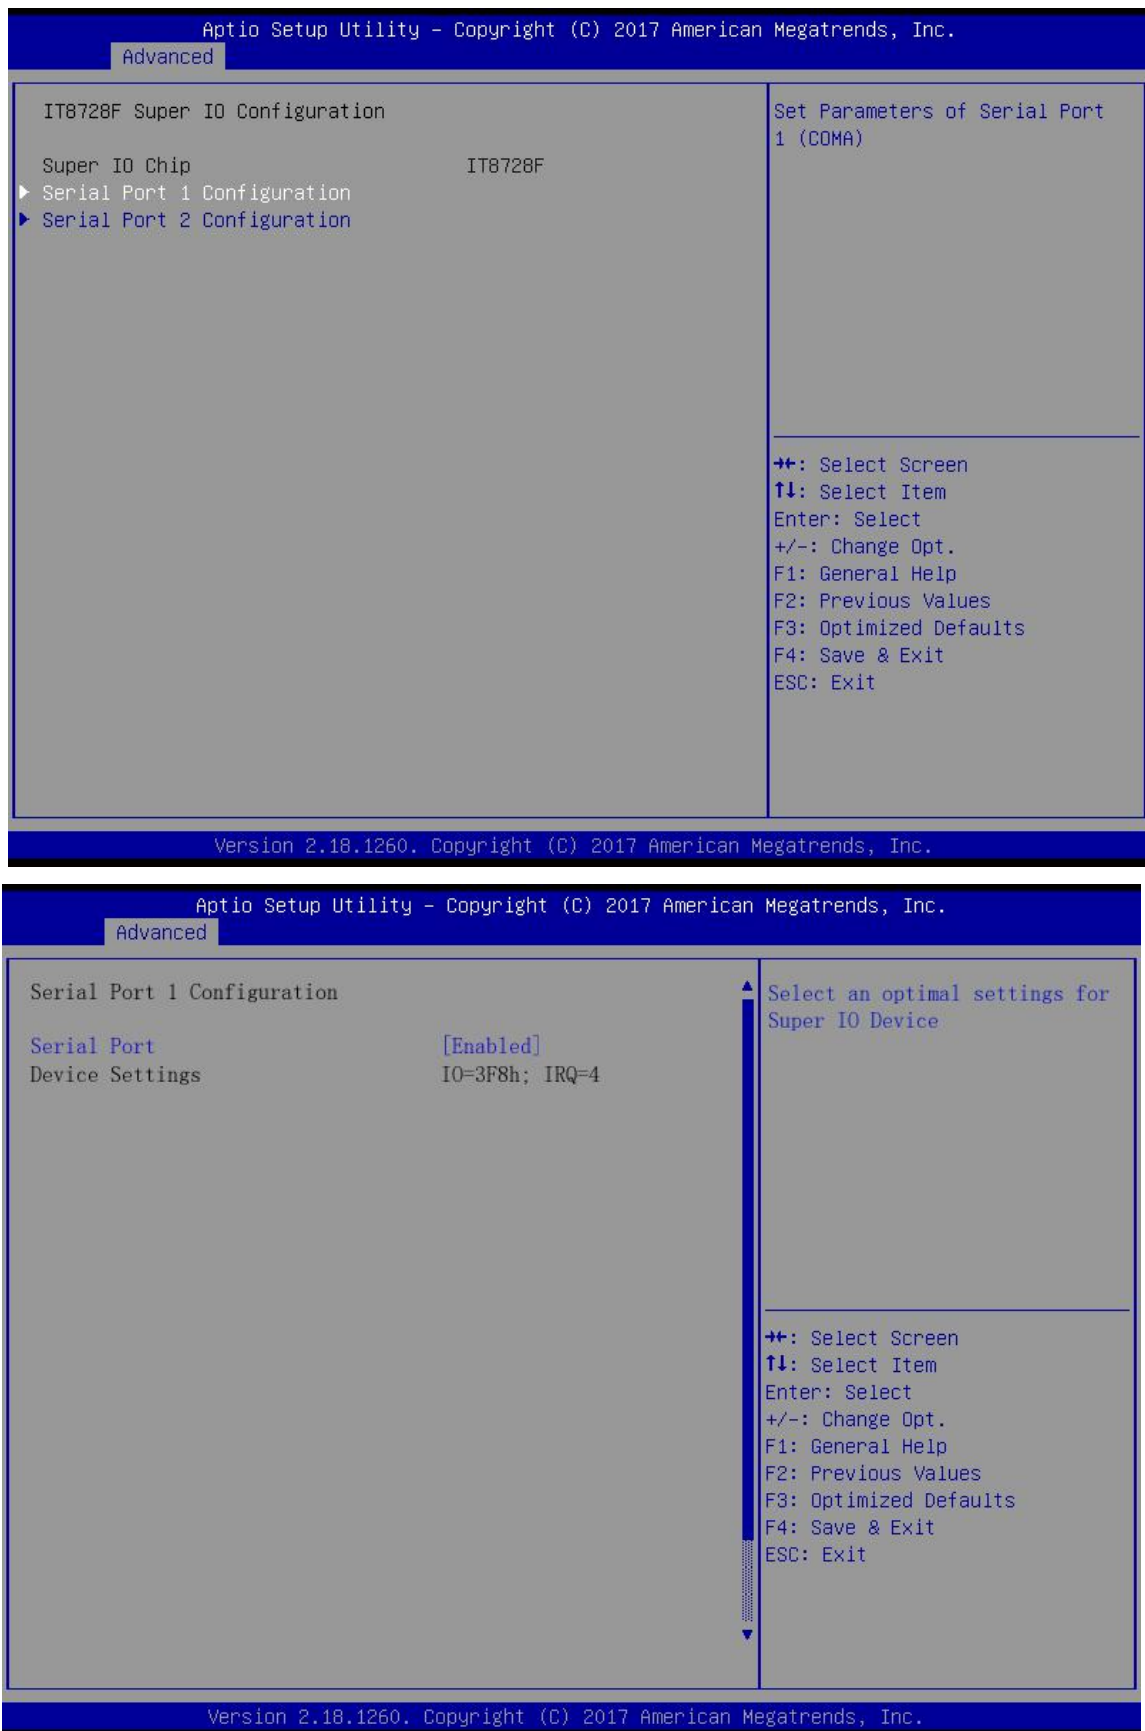 Aptio Setup Utility – Copyright (C) 2017 American Megatrends, Inc.
Advanced
IT8728F Super IO Configuration
Super IO Chip IT8728F
Serial Port 1 Configuration
Serial Port 2 Configuration
Set Parameters of Serial Port
1 (COMA)
→←: Select Screen
↑↓: Select Item
Enter: Select
+/-: Change Opt.
F1: General Help
F2: Previous Values
F3: Optimized Defaults
F4: Save & Exit
ESC: Exit
Version 2.18.1260. Copyright (C) 2017 American Megatrends, Inc.
Aptio Setup Utility – Copyright (C) 2017 American Megatrends, Inc.
Advanced
Serial Port 1 Configuration
Serial Port [Enabled]
Device Settings IO=3F8h; IRQ=4
Select an optimal settings for
Super IO Device
→←: Select Screen
↑↓: Select Item
Enter: Select
+/-: Change Opt.
F1: General Help
F2: Previous Values
F3: Optimized Defaults
F4: Save & Exit
ESC: Exit
Version 2.18.1260. Copyright (C) 2017 American Megatrends, Inc.